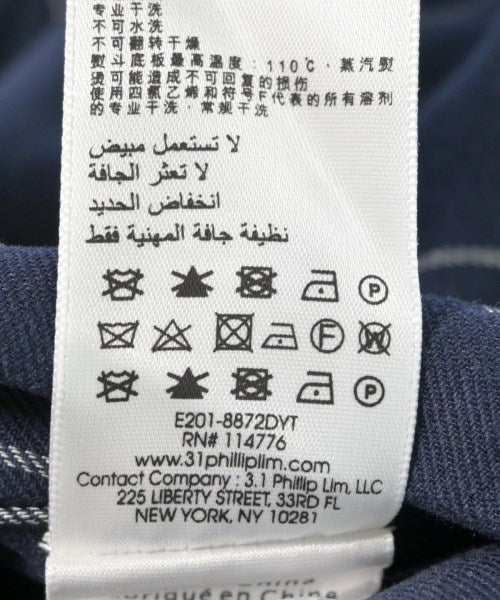 专业干洗
不可水洗
不可翻转干燥
熨斗底板最高温度：110℃，蒸汽熨
烫可能造成不可回复的损伤
使用四氯乙烯和符号F代表的所有溶剂
的专业干洗，常规干洗
لا تستعمل مبيض
لا تعثر الجافة
انخفاض الحديد
نظيفة جافة المهنية فقط
P
F W
P
E201-8872DYT
RN# 114776
www.31philliplim.com
Contact Company : 3.1 Phillip Lim, LLC
225 LIBERTY STREET, 33RD FL
NEW YORK, NY 10281
China
en China